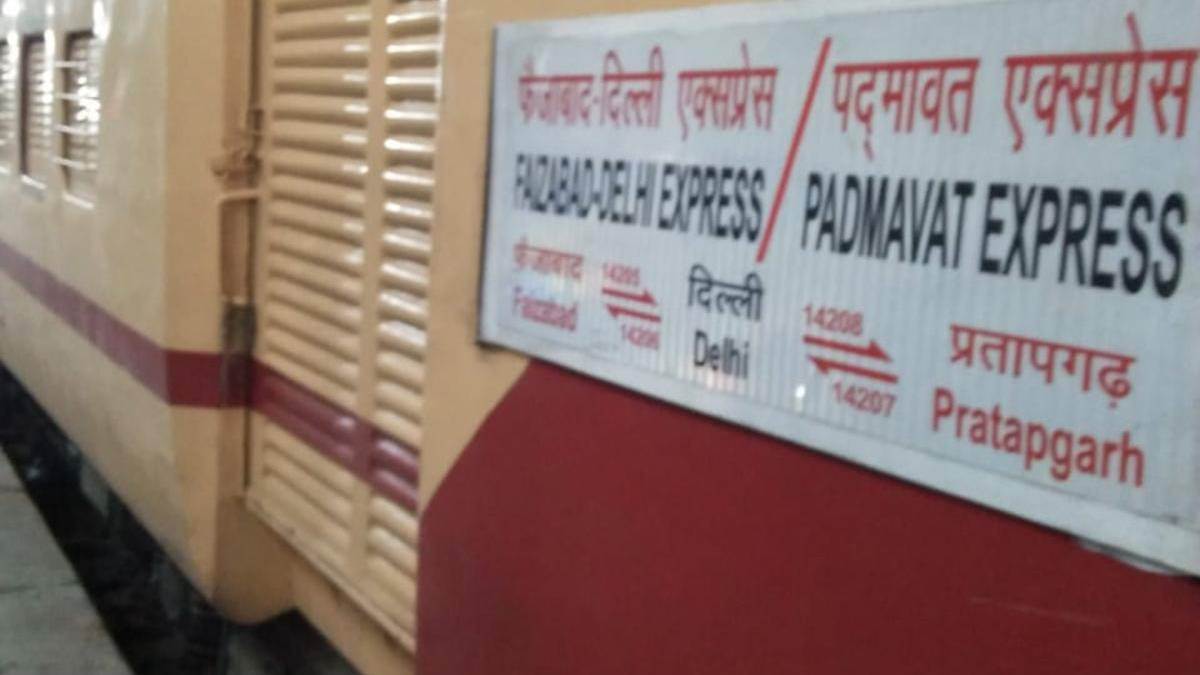 फैजाबाद-दिल्ली एक्सप्रेस / पद्मावत एक्सप्रेस
FAIZABAD-DELHI EXPRESS / PADMAVAT EXPRESS
फैजाबाद 14205 दिल्ली 14208 प्रतापगढ़
Faizabad 14206 Delhi 14207 Pratapgarh